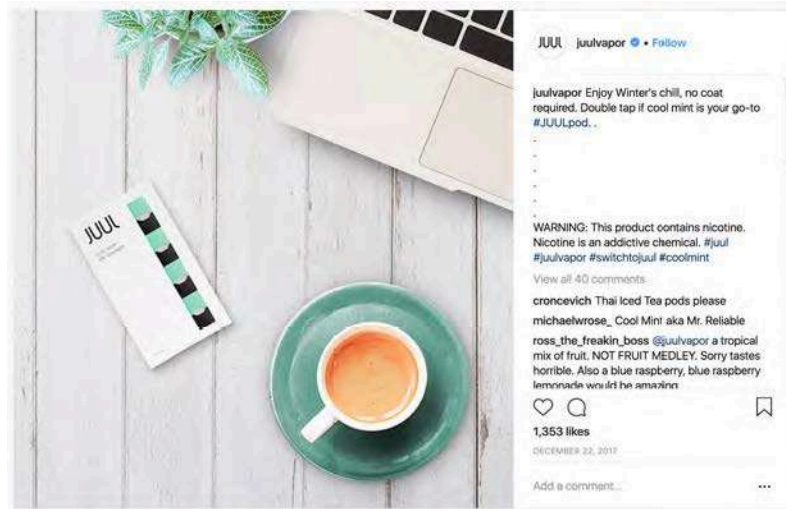 JUUL juulvapor • Follow
juulvapor Enjoy Winter's chill, no coat
required. Double tap if cool mint is your go-to
#JUULpod. .
.
.
.
.
.
.
WARNING: This product contains nicotine.
Nicotine is an addictive chemical. #juul
#juulvapor #switchtojuul #coolmint
View all 40 comments
croncevich Thai Iced Tea pods please
michaelwrose_ Cool Mint aka Mr. Reliable
ross_the_freakin_boss @juulvapor a tropical
mix of fruit. NOT FRUIT MEDLEY. Sorry tastes
horrible. Also a blue raspberry, blue raspberry
lemonade would be amazing
1,353 likes
DECEMBER 22, 2017
Add a comment...
JUUL